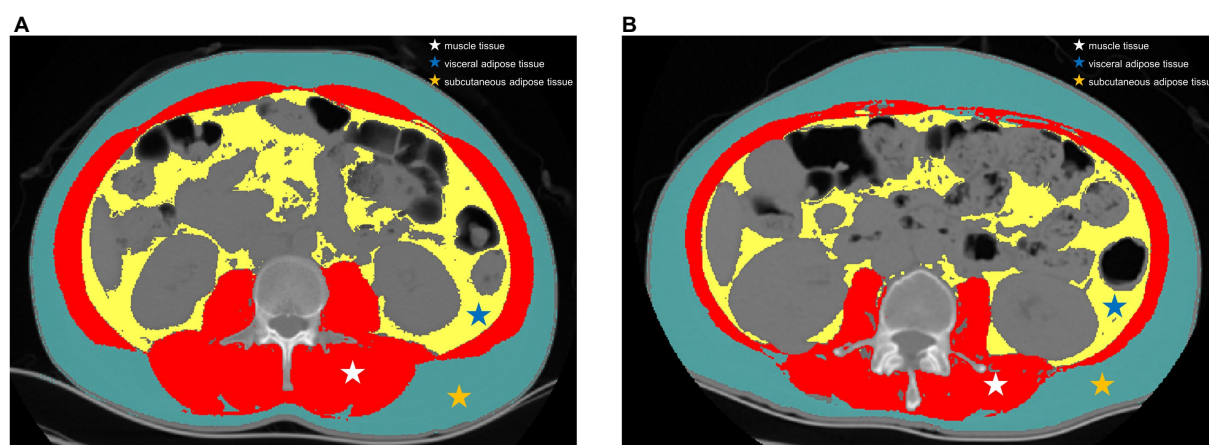 A
muscle tissue
visceral adipose tissue
subcutaneous adipose tissue
B
muscle tissue
visceral adipose tissue
subcutaneous adipose tissu